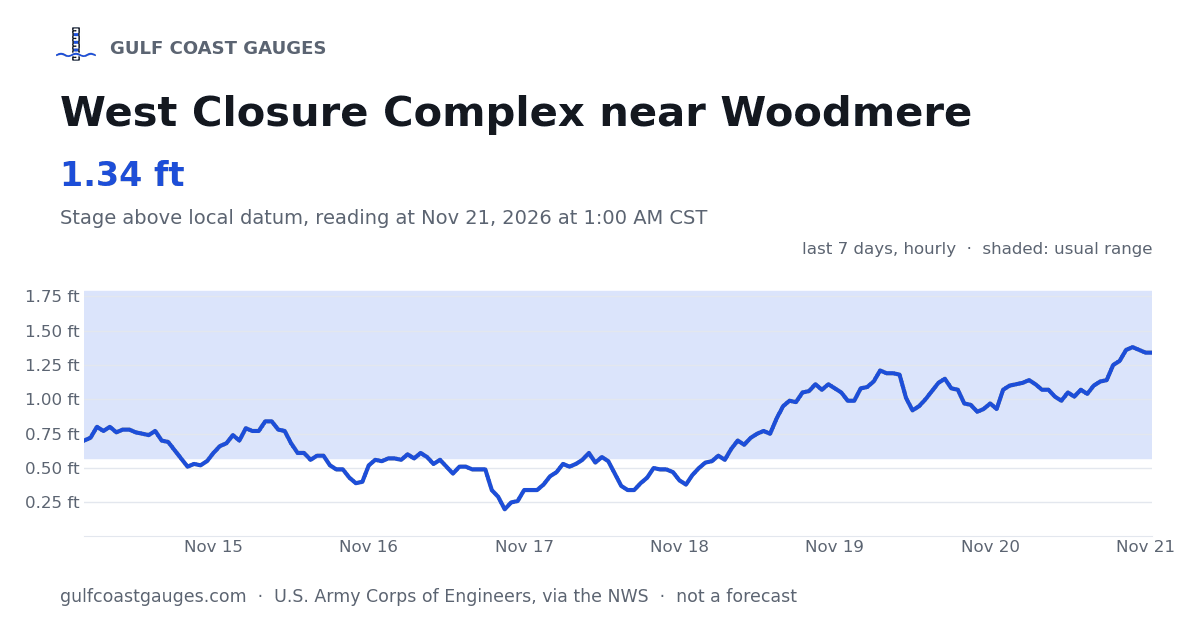 GULF COAST GAUGES
West Closure Complex near Woodmere
1.34 ft
Stage above local datum, reading at Nov 21, 2026 at 1:00 AM CST
last 7 days, hourly · shaded: usual range
1.75 ft
1.50 ft
1.25 ft
1.00 ft
0.75 ft
0.50 ft
0.25 ft
Nov 15 Nov 16 Nov 17 Nov 18 Nov 19 Nov 20 Nov 21
gulfcoastgauges.com · U.S. Army Corps of Engineers, via the NWS · not a forecast